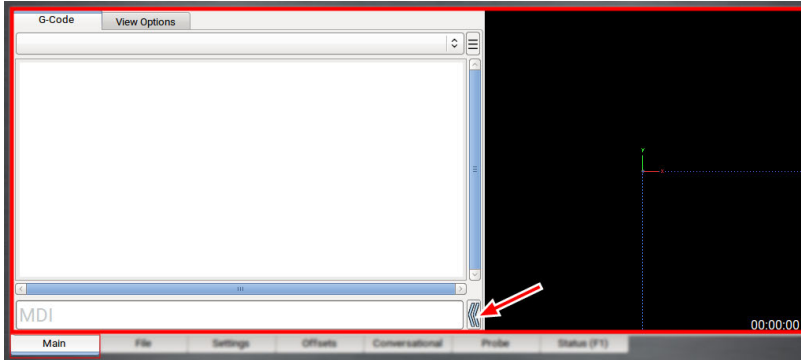 G-Code
View Options
MDI
Y
X
00:00:00
Main
File
Settings
Offsets
Conversational
Probe
Status (F1)